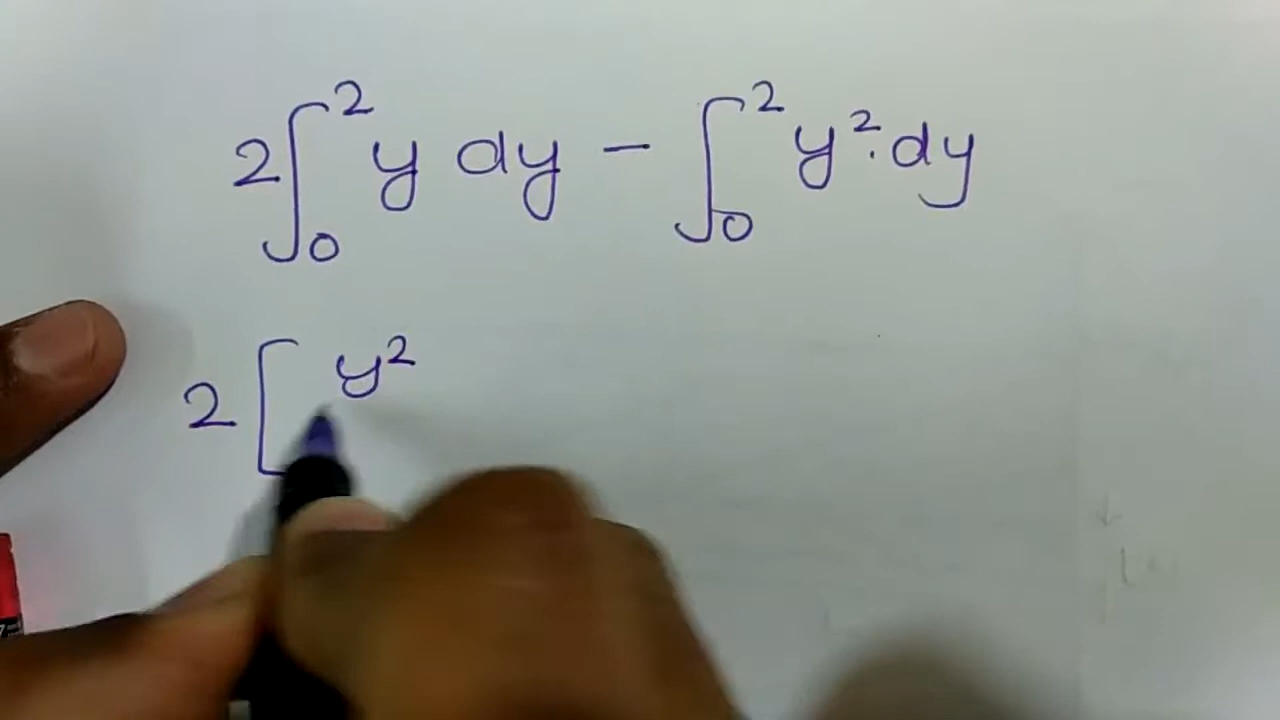 2∫₀² y dy − ∫₀² y²·dy
2[ y²